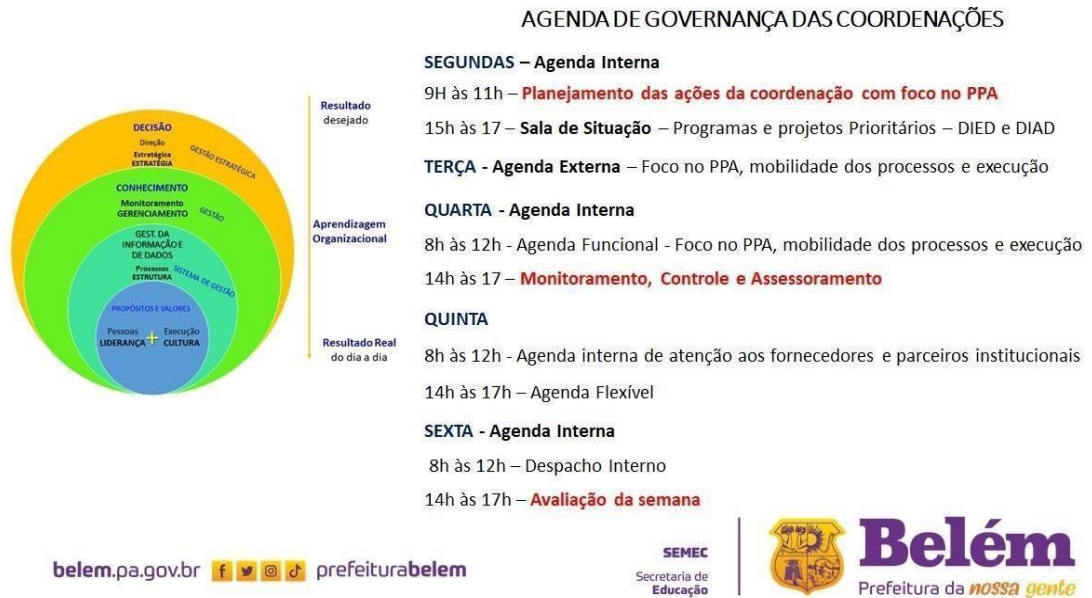 AGENDA DE GOVERNANÇA DAS COORDENAÇÕES
DECISÃO
Direção
Estratégica
ESTRATÉGIA
GESTÃO ESTRATÉGICA
CONHECIMENTO
Monitoramento
GERENCIAMENTO
GESTÃO
GEST. DA
INFORMAÇÃO E
DE DADOS
Processos
ESTRUTURA
SISTEMA DE GESTÃO
PROPÓSITOS E VALORES
Pessoas + Execução
LIDERANÇA CULTURA
Resultado
desejado
Aprendizagem
Organizacional
Resultado Real
do dia a dia
SEGUNDAS – Agenda Interna
9H às 11h – Planejamento das ações da coordenação com foco no PPA
15h às 17 – Sala de Situação – Programas e projetos Prioritários – DIED e DIAD
TERÇA - Agenda Externa – Foco no PPA, mobilidade dos processos e execução
QUARTA - Agenda Interna
8h às 12h - Agenda Funcional - Foco no PPA, mobilidade dos processos e execução
14h às 17 – Monitoramento, Controle e Assessoramento
QUINTA
8h às 12h - Agenda interna de atenção aos fornecedores e parceiros institucionais
14h às 17h – Agenda Flexível
SEXTA - Agenda Interna
8h às 12h – Despacho Interno
14h às 17h – Avaliação da semana
belem.pa.gov.br prefeiturabelem
SEMEC
Secretaria de
Educação
Belém
Prefeitura da nossa gente